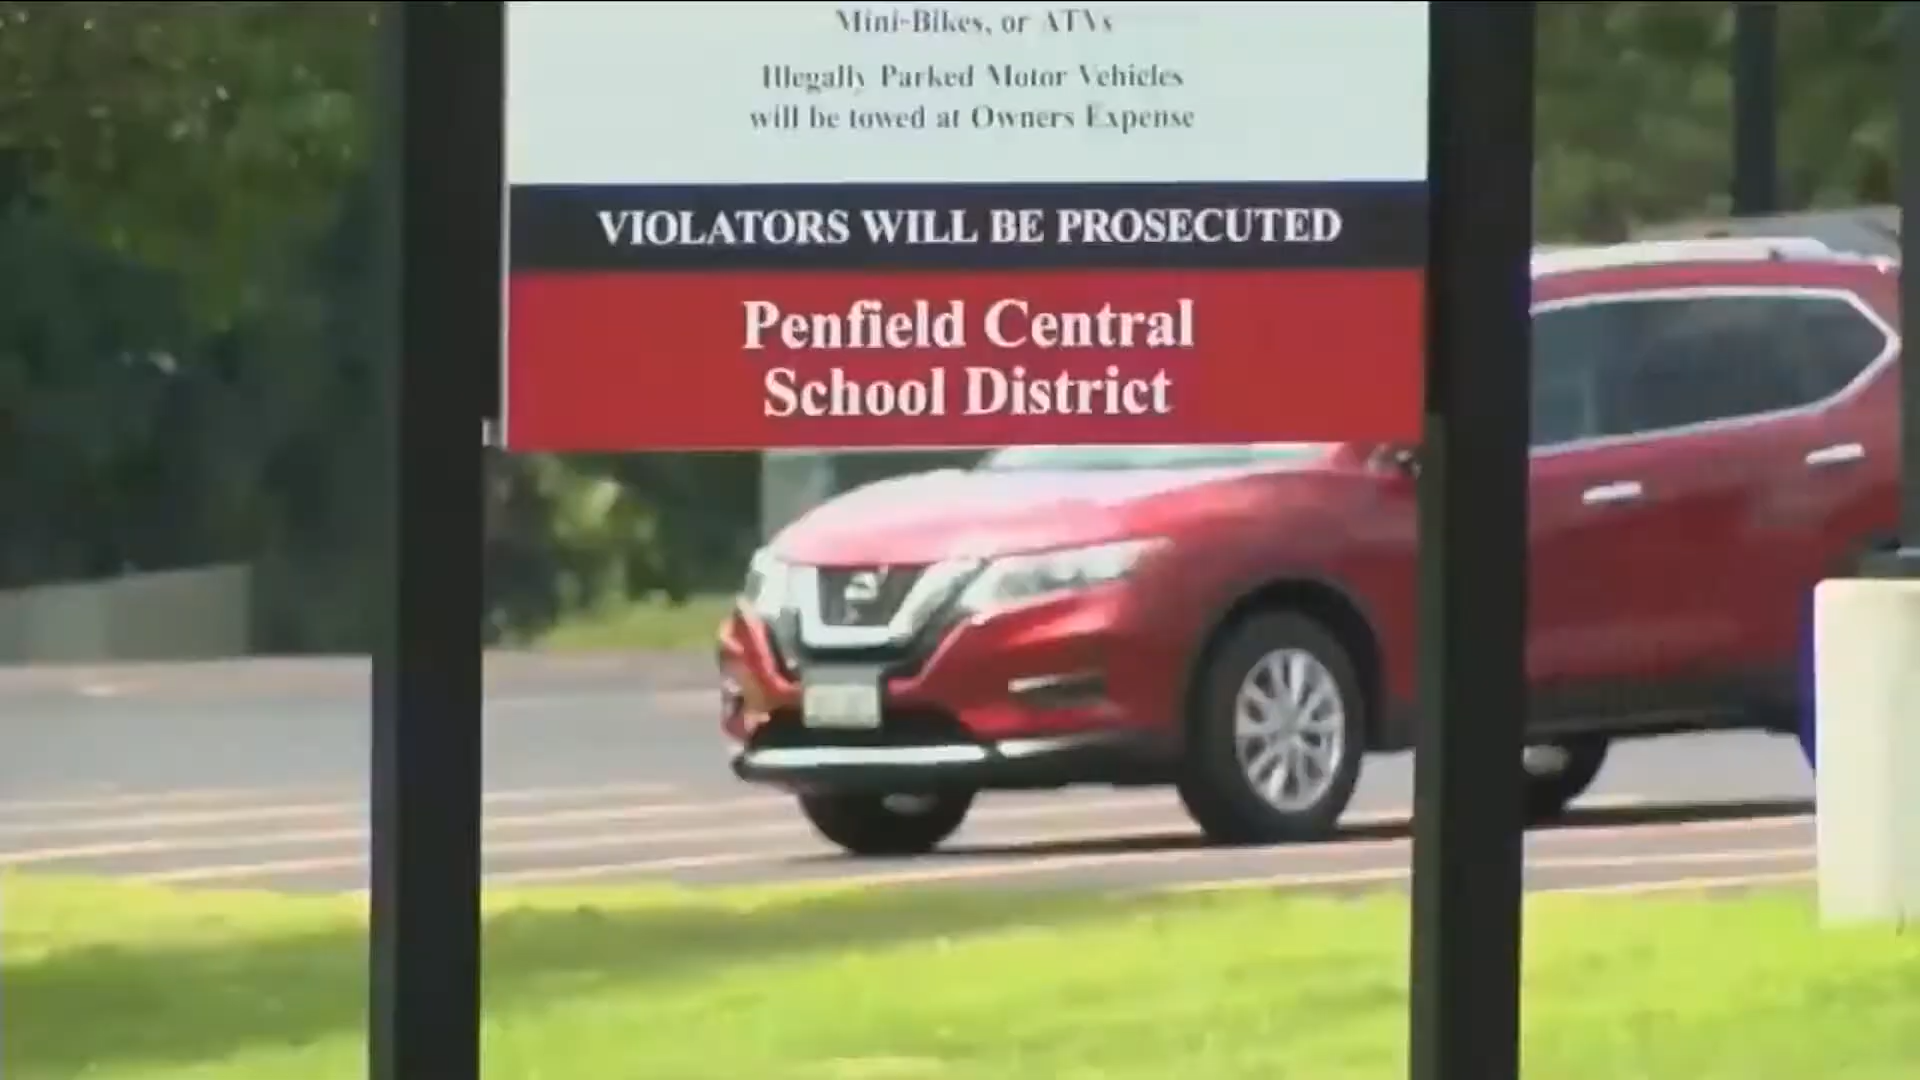 Mini-Bikes, or ATVs
Illegally Parked Motor Vehicles
will be towed at Owners Expense
VIOLATORS WILL BE PROSECUTED
Penfield Central
School District